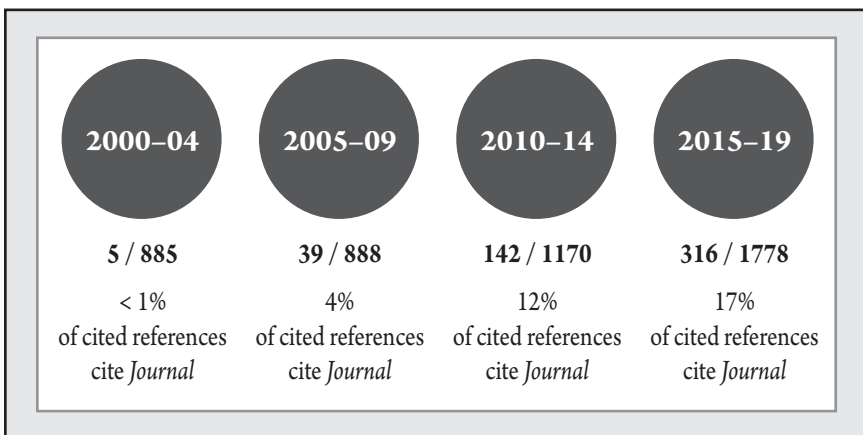 2000–04
2005–09
2010–14
2015–19
5 / 885
39 / 888
142 / 1170
316 / 1778
< 1%
of cited references
cite Journal
4%
of cited references
cite Journal
12%
of cited references
cite Journal
17%
of cited references
cite Journal